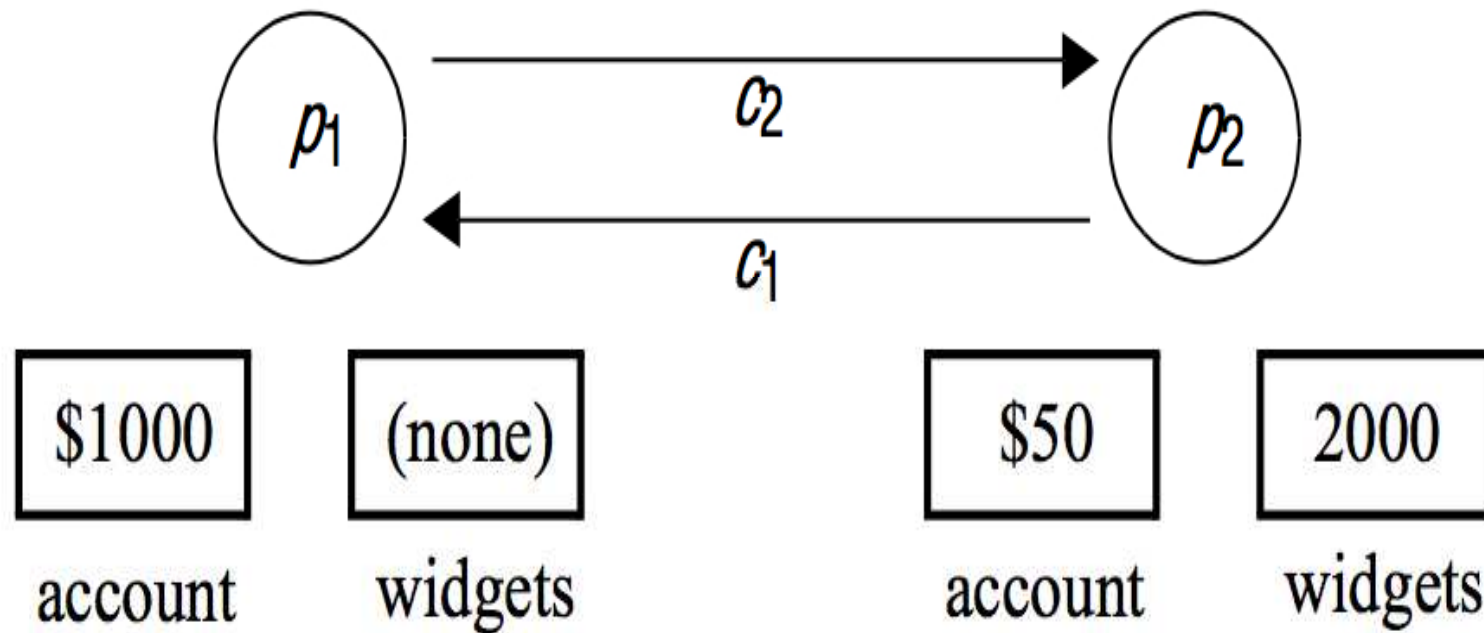 p1 c2 p2
c1
$1000 (none) $50 2000
account widgets account widgets